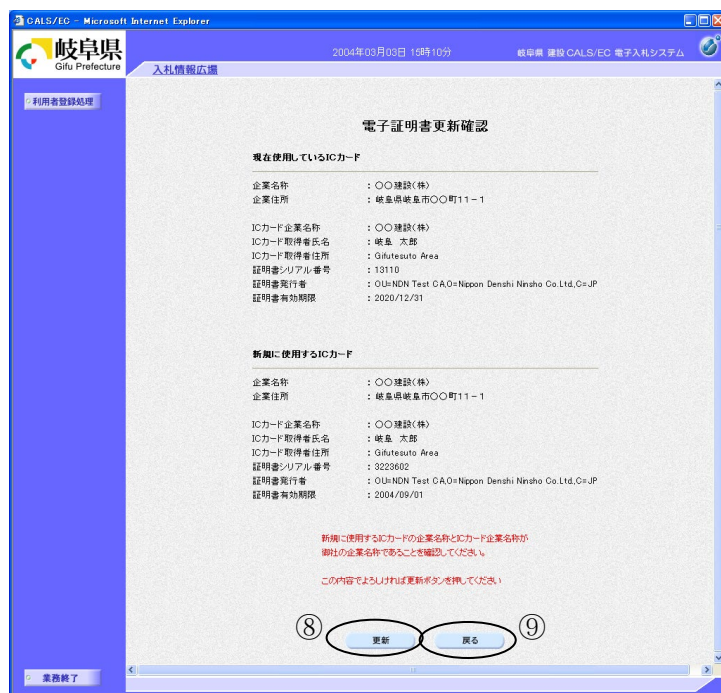 CALS/EC - Microsoft Internet Explorer
岐阜県
Gifu Prefecture
2004年03月03日 15時10分
岐阜県 建設 CALS/EC 電子入札システム
入札情報広場
利用者登録処理
電子証明書更新確認
現在使用しているICカード
企業名称 : 〇〇建設(株)
企業住所 : 岐阜県岐阜市〇〇町11-1
ICカード企業名称 : 〇〇建設(株)
ICカード取得者氏名 : 岐阜 太郎
ICカード取得者住所 : Gifutesuto Area
証明書シリアル番号 : 13110
証明書発行者 : OU=NDN Test CA,O=Nippon Denshi Ninsho Co.Ltd.,C=JP
証明書有効期限 : 2020/12/31
新規に使用するICカード
企業名称 : 〇〇建設(株)
企業住所 : 岐阜県岐阜市〇〇町11-1
ICカード企業名称 : 〇〇建設(株)
ICカード取得者氏名 : 岐阜 太郎
ICカード取得者住所 : Gifutesuto Area
証明書シリアル番号 : 3223602
証明書発行者 : OU=NDN Test CA,O=Nippon Denshi Ninsho Co.Ltd.,C=JP
証明書有効期限 : 2004/09/01
新規に使用するICカードの企業名称とICカード企業名称が
御社の企業名称であることを確認してください。
この内容でよろしければ更新ボタンを押してください
⑧ 更新 戻る ⑨
業務終了